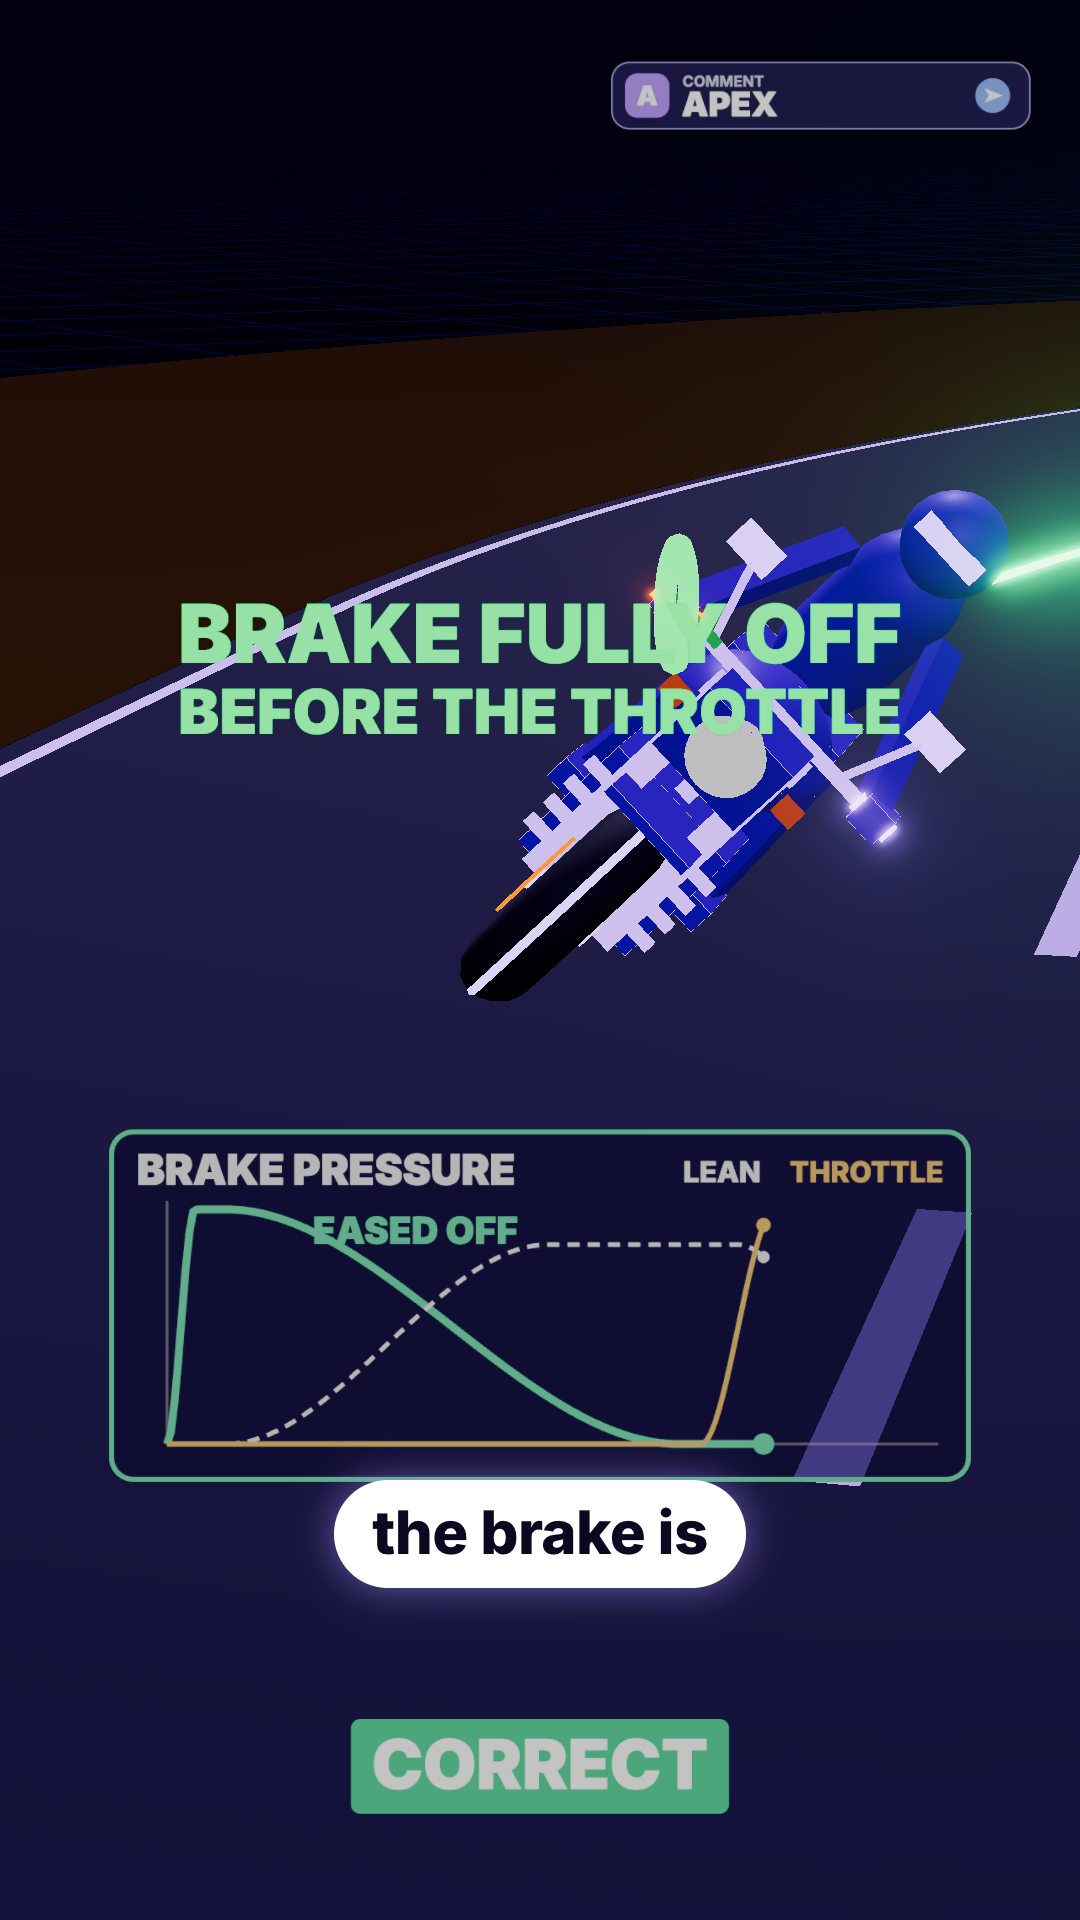 A
COMMENT
APEX
BRAKE FULLY OFF
BEFORE THE THROTTLE
BRAKE PRESSURE
LEAN
THROTTLE
EASED OFF
the brake is
CORRECT